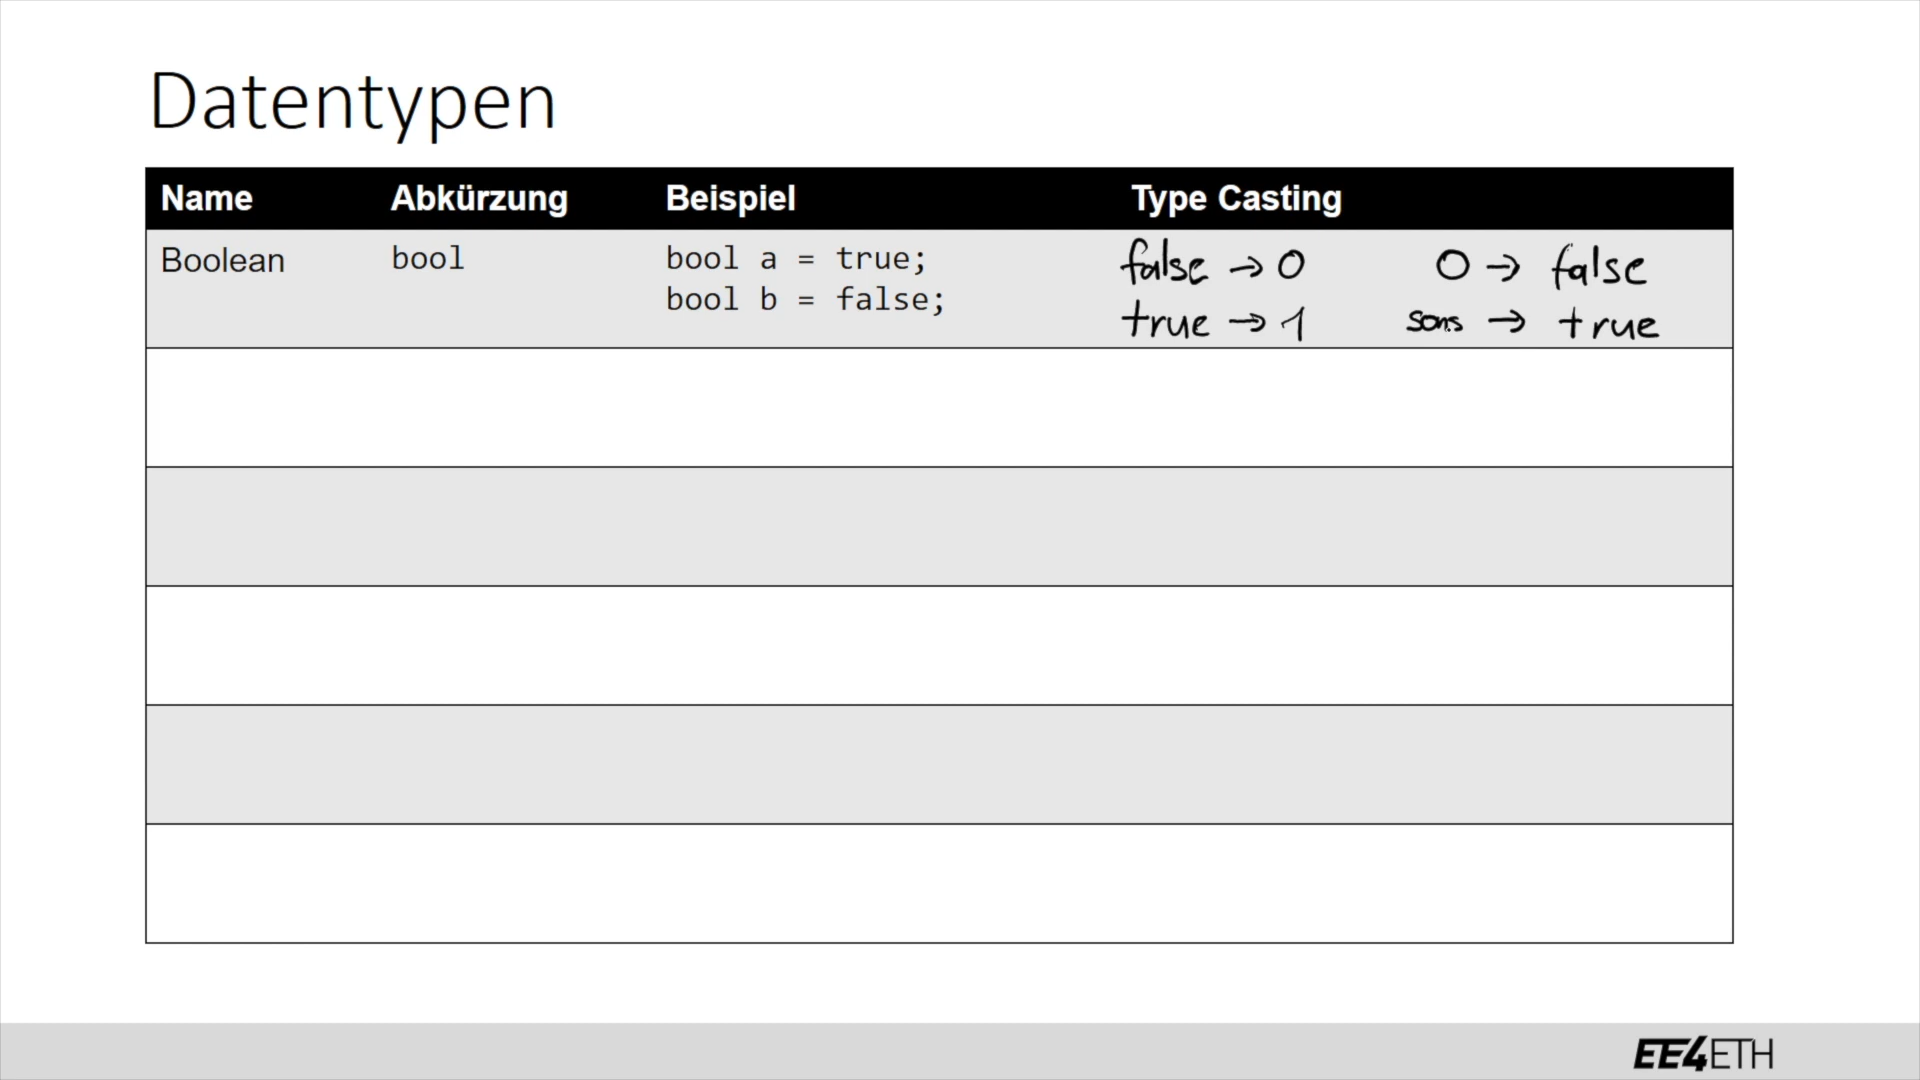 Datentypen
Name Abkürzung Beispiel Type Casting
Boolean bool bool a = true; false → 0 0 → false
bool b = false; true → 1 sons → true
EE4ETH